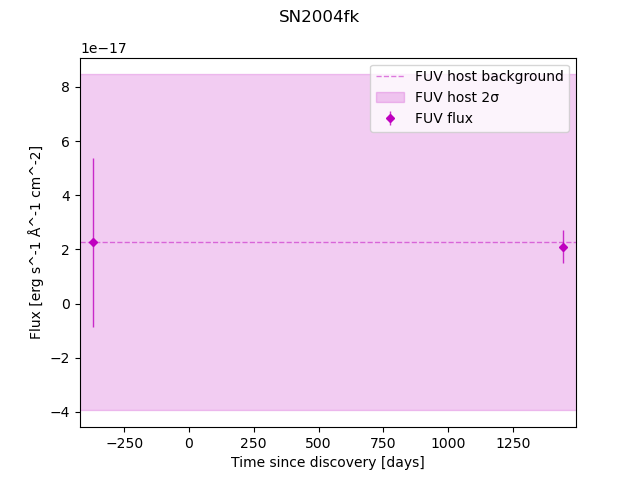 SN2004fk
1e−17
FUV host background
FUV host 2σ
FUV flux
8
6
4
2
0
−2
−4
Flux [erg s^-1 Å^-1 cm^-2]
−250
0
250
500
750
1000
1250
Time since discovery [days]